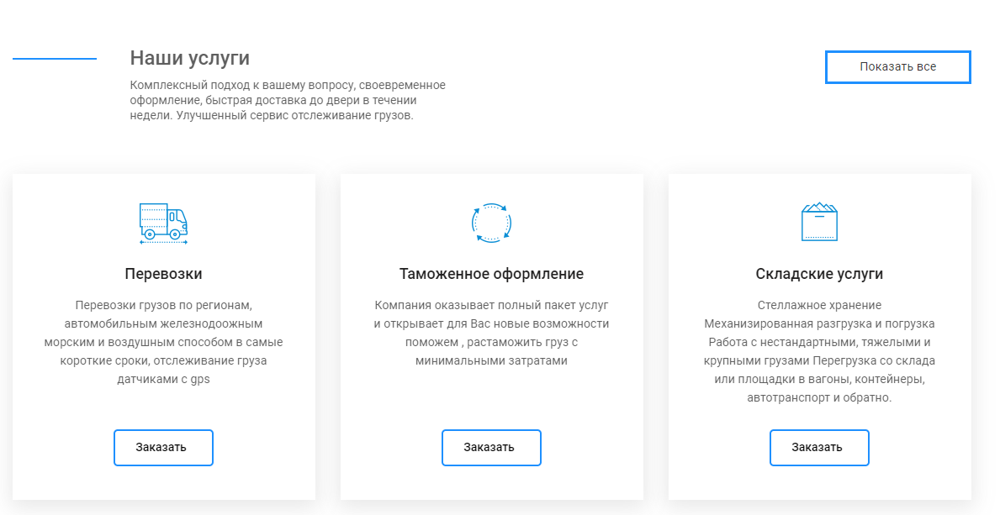 Наши услуги
Показать все
Комплексный подход к вашему вопросу, своевременное
оформление, быстрая доставка до двери в течении
недели. Улучшенный сервис отслеживание грузов.
Перевозки
Перевозки грузов по регионам,
автомобильным железнодоожным
морским и воздушным способом в самые
короткие сроки, отслеживание груза
датчиками с gps
Заказать
Таможенное оформление
Компания оказывает полный пакет услуг
и открывает для Вас новые возможности
поможем , растаможить груз с
минимальными затратами
Заказать
Складские услуги
Стеллажное хранение
Механизированная разгрузка и погрузка
Работа с нестандартными, тяжелыми и
крупными грузами Перегрузка со склада
или площадки в вагоны, контейнеры,
автотранспорт и обратно.
Заказать